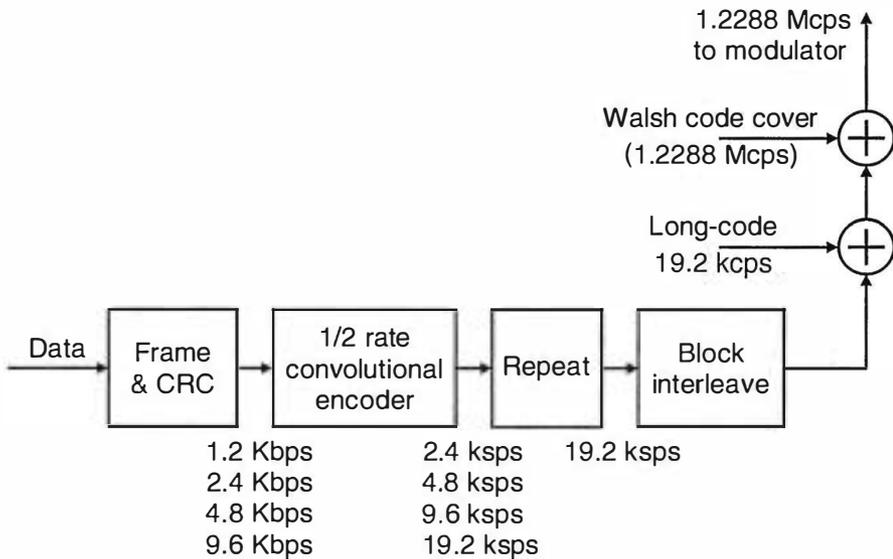 1.2288 Mcps
to modulator
Walsh code cover
(1.2288 Mcps)
Long-code
19.2 kcps
Data
Frame
& CRC
1/2 rate
convolutional
encoder
Repeat
Block
interleave
1.2 Kbps
2.4 Kbps
4.8 Kbps
9.6 Kbps
2.4 ksps
4.8 ksps
9.6 ksps
19.2 ksps
19.2 ksps